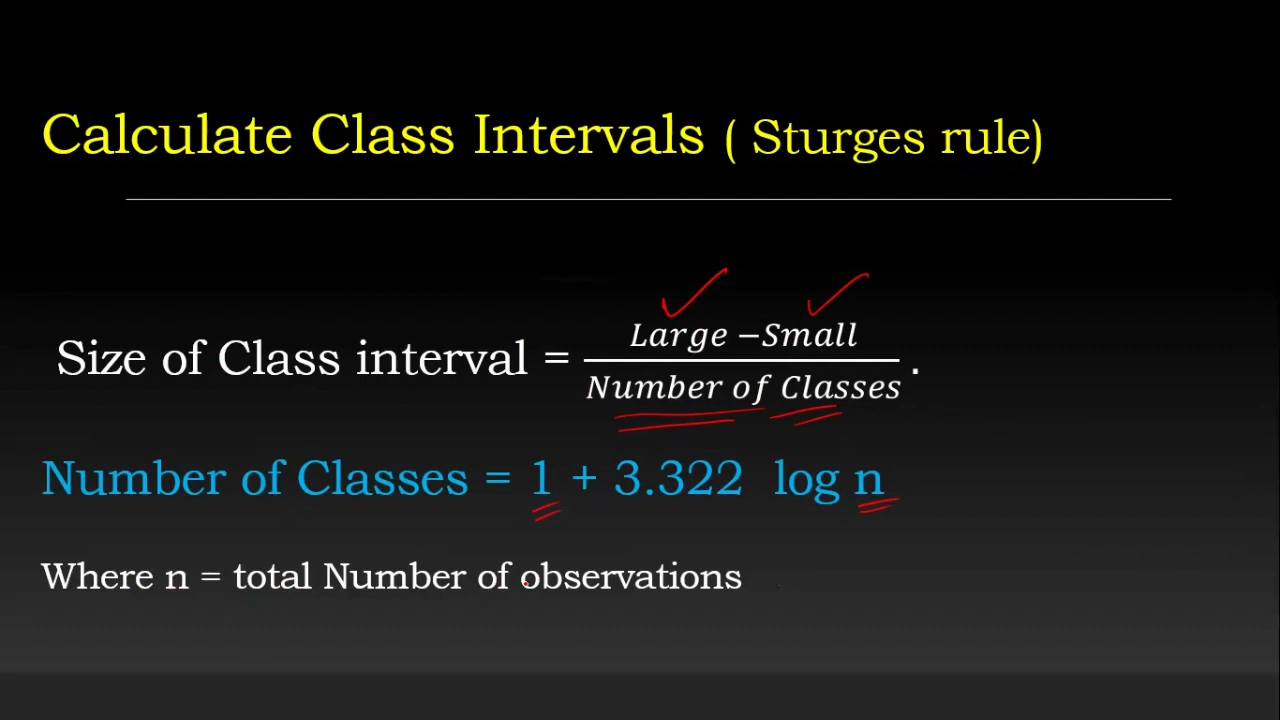 Calculate Class Intervals ( Sturges rule)
Size of Class interval = Large −Small / Number of Classes .
Number of Classes = 1 + 3.322 log n
Where n = total Number of observations